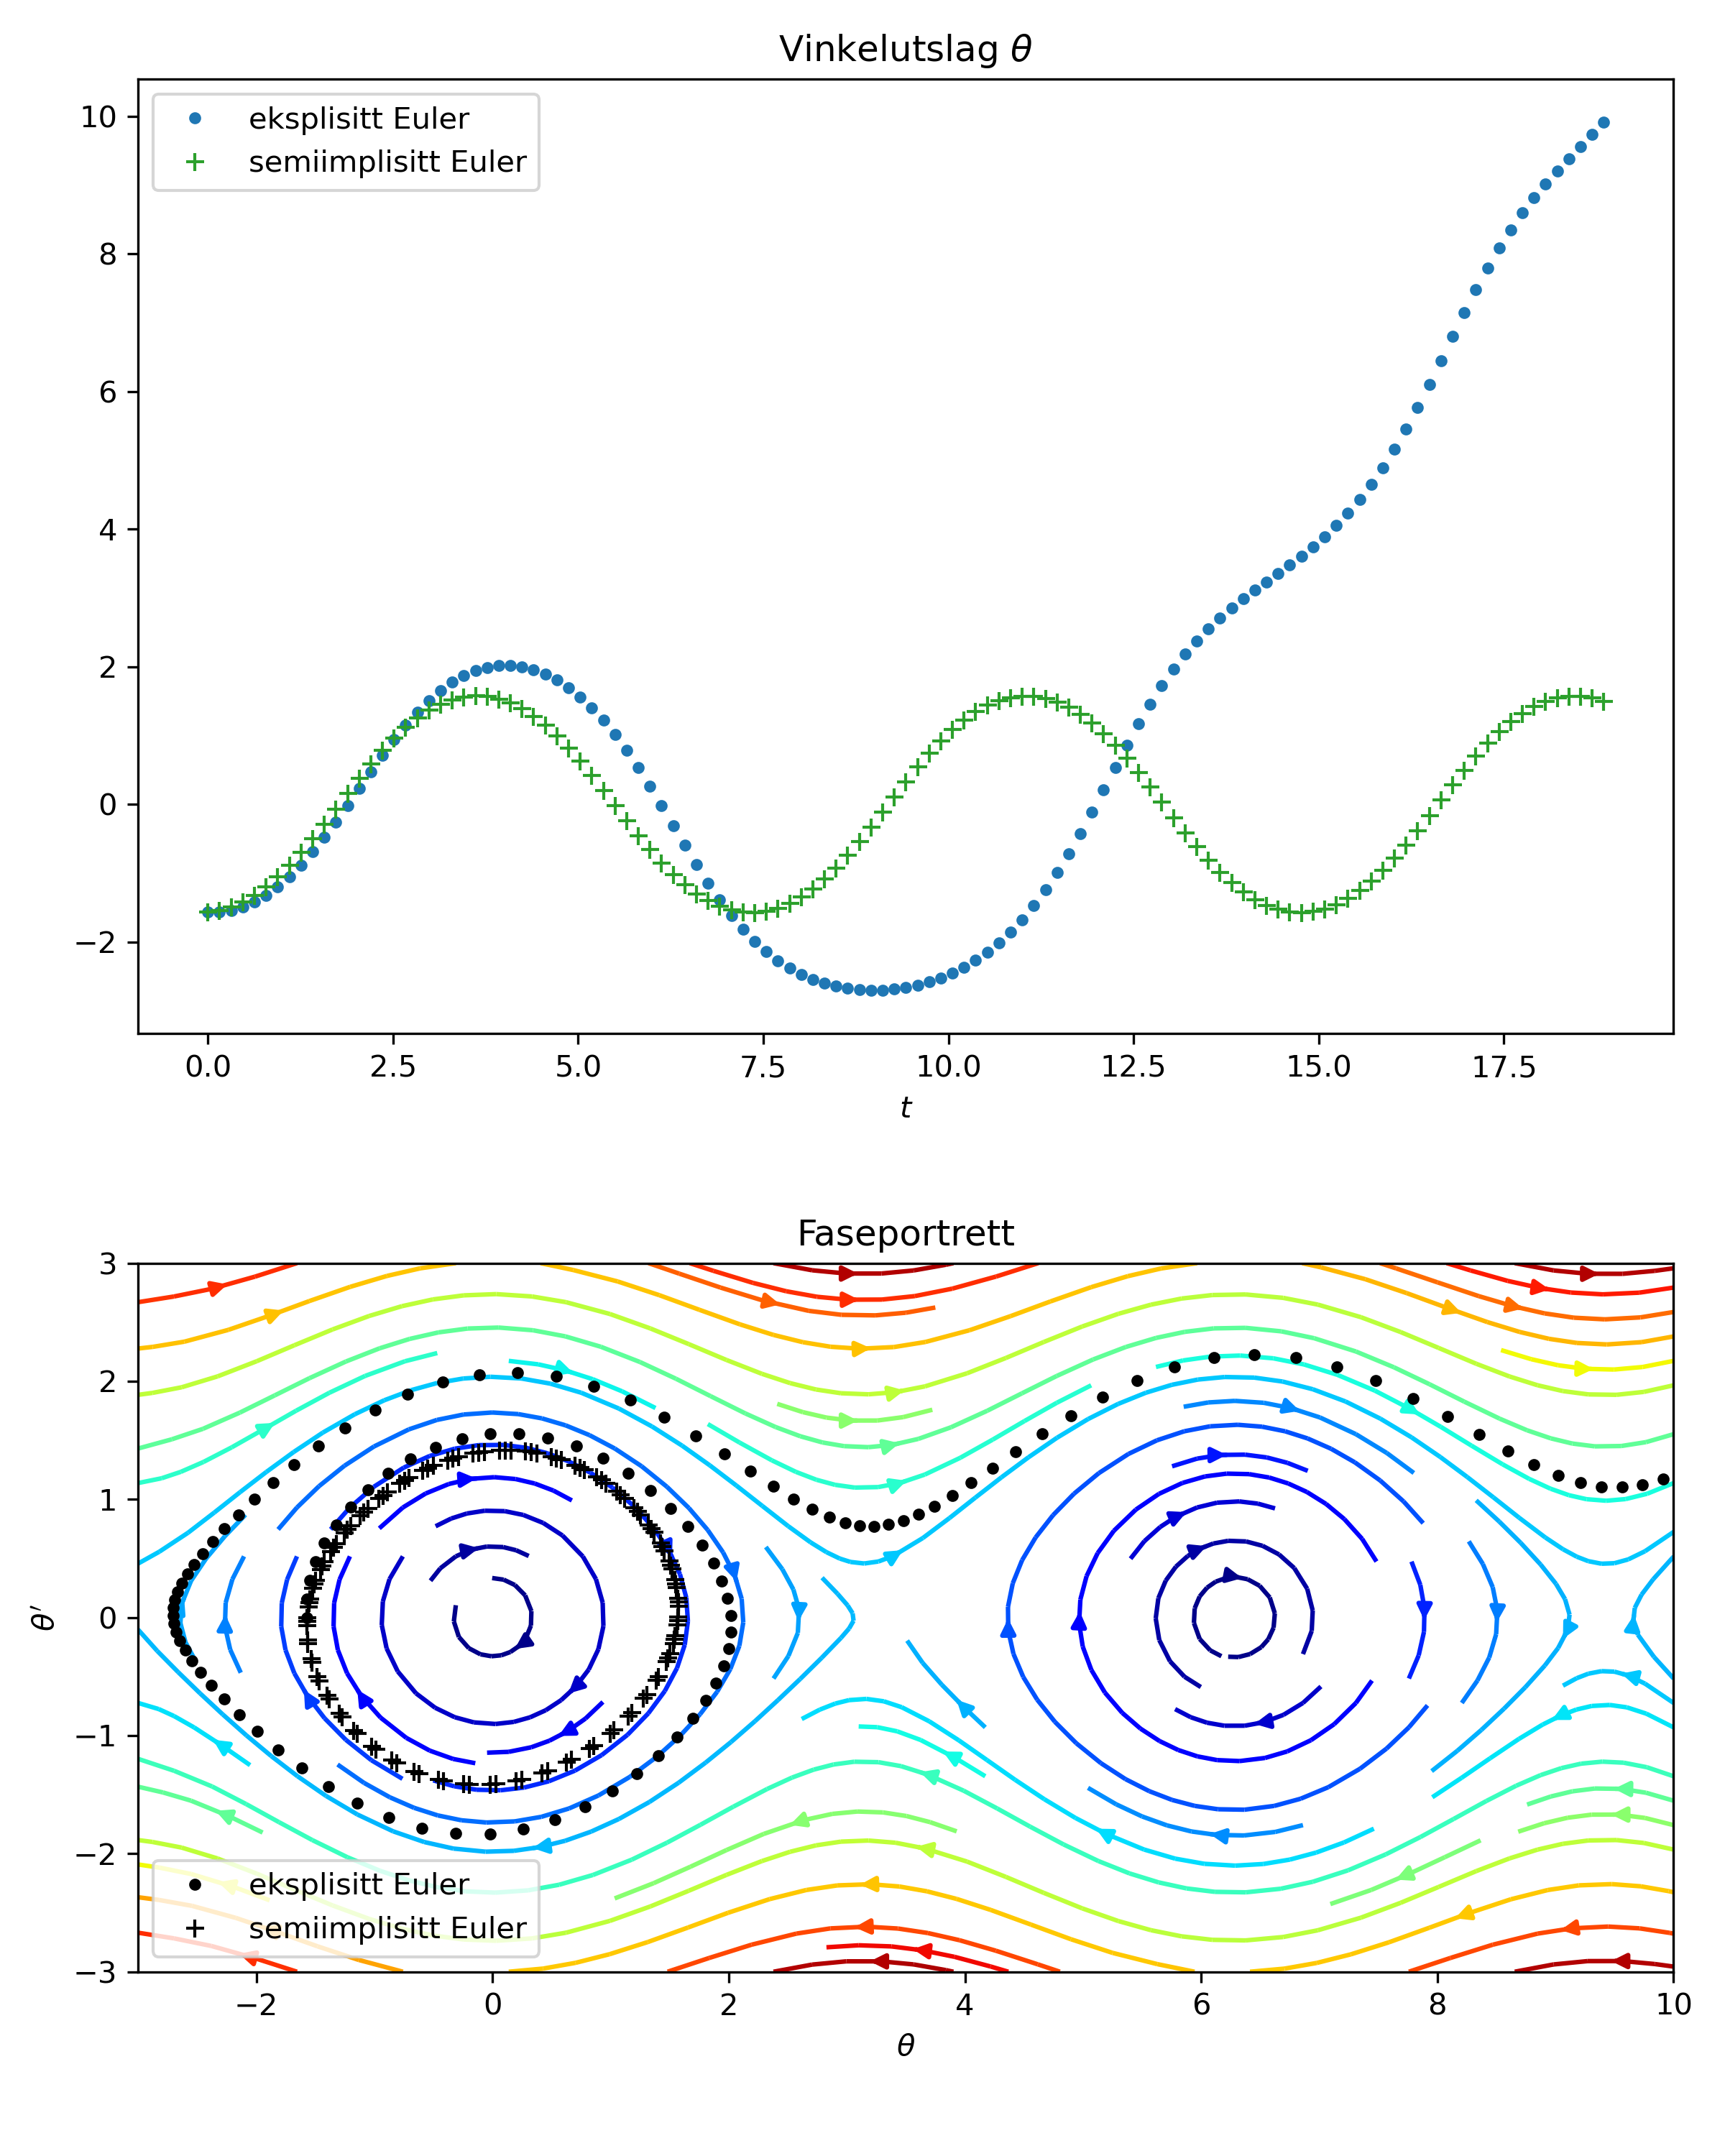 Vinkelutslag θ
10
8
6
4
2
0
−2
eksplisitt Euler
semiimplisitt Euler
0.0 2.5 5.0 7.5 10.0 12.5 15.0 17.5
t
Faseportrett
3
2
1
0
−1
−2
−3
θ′
eksplisitt Euler
semiimplisitt Euler
−2 0 2 4 6 8 10
θ